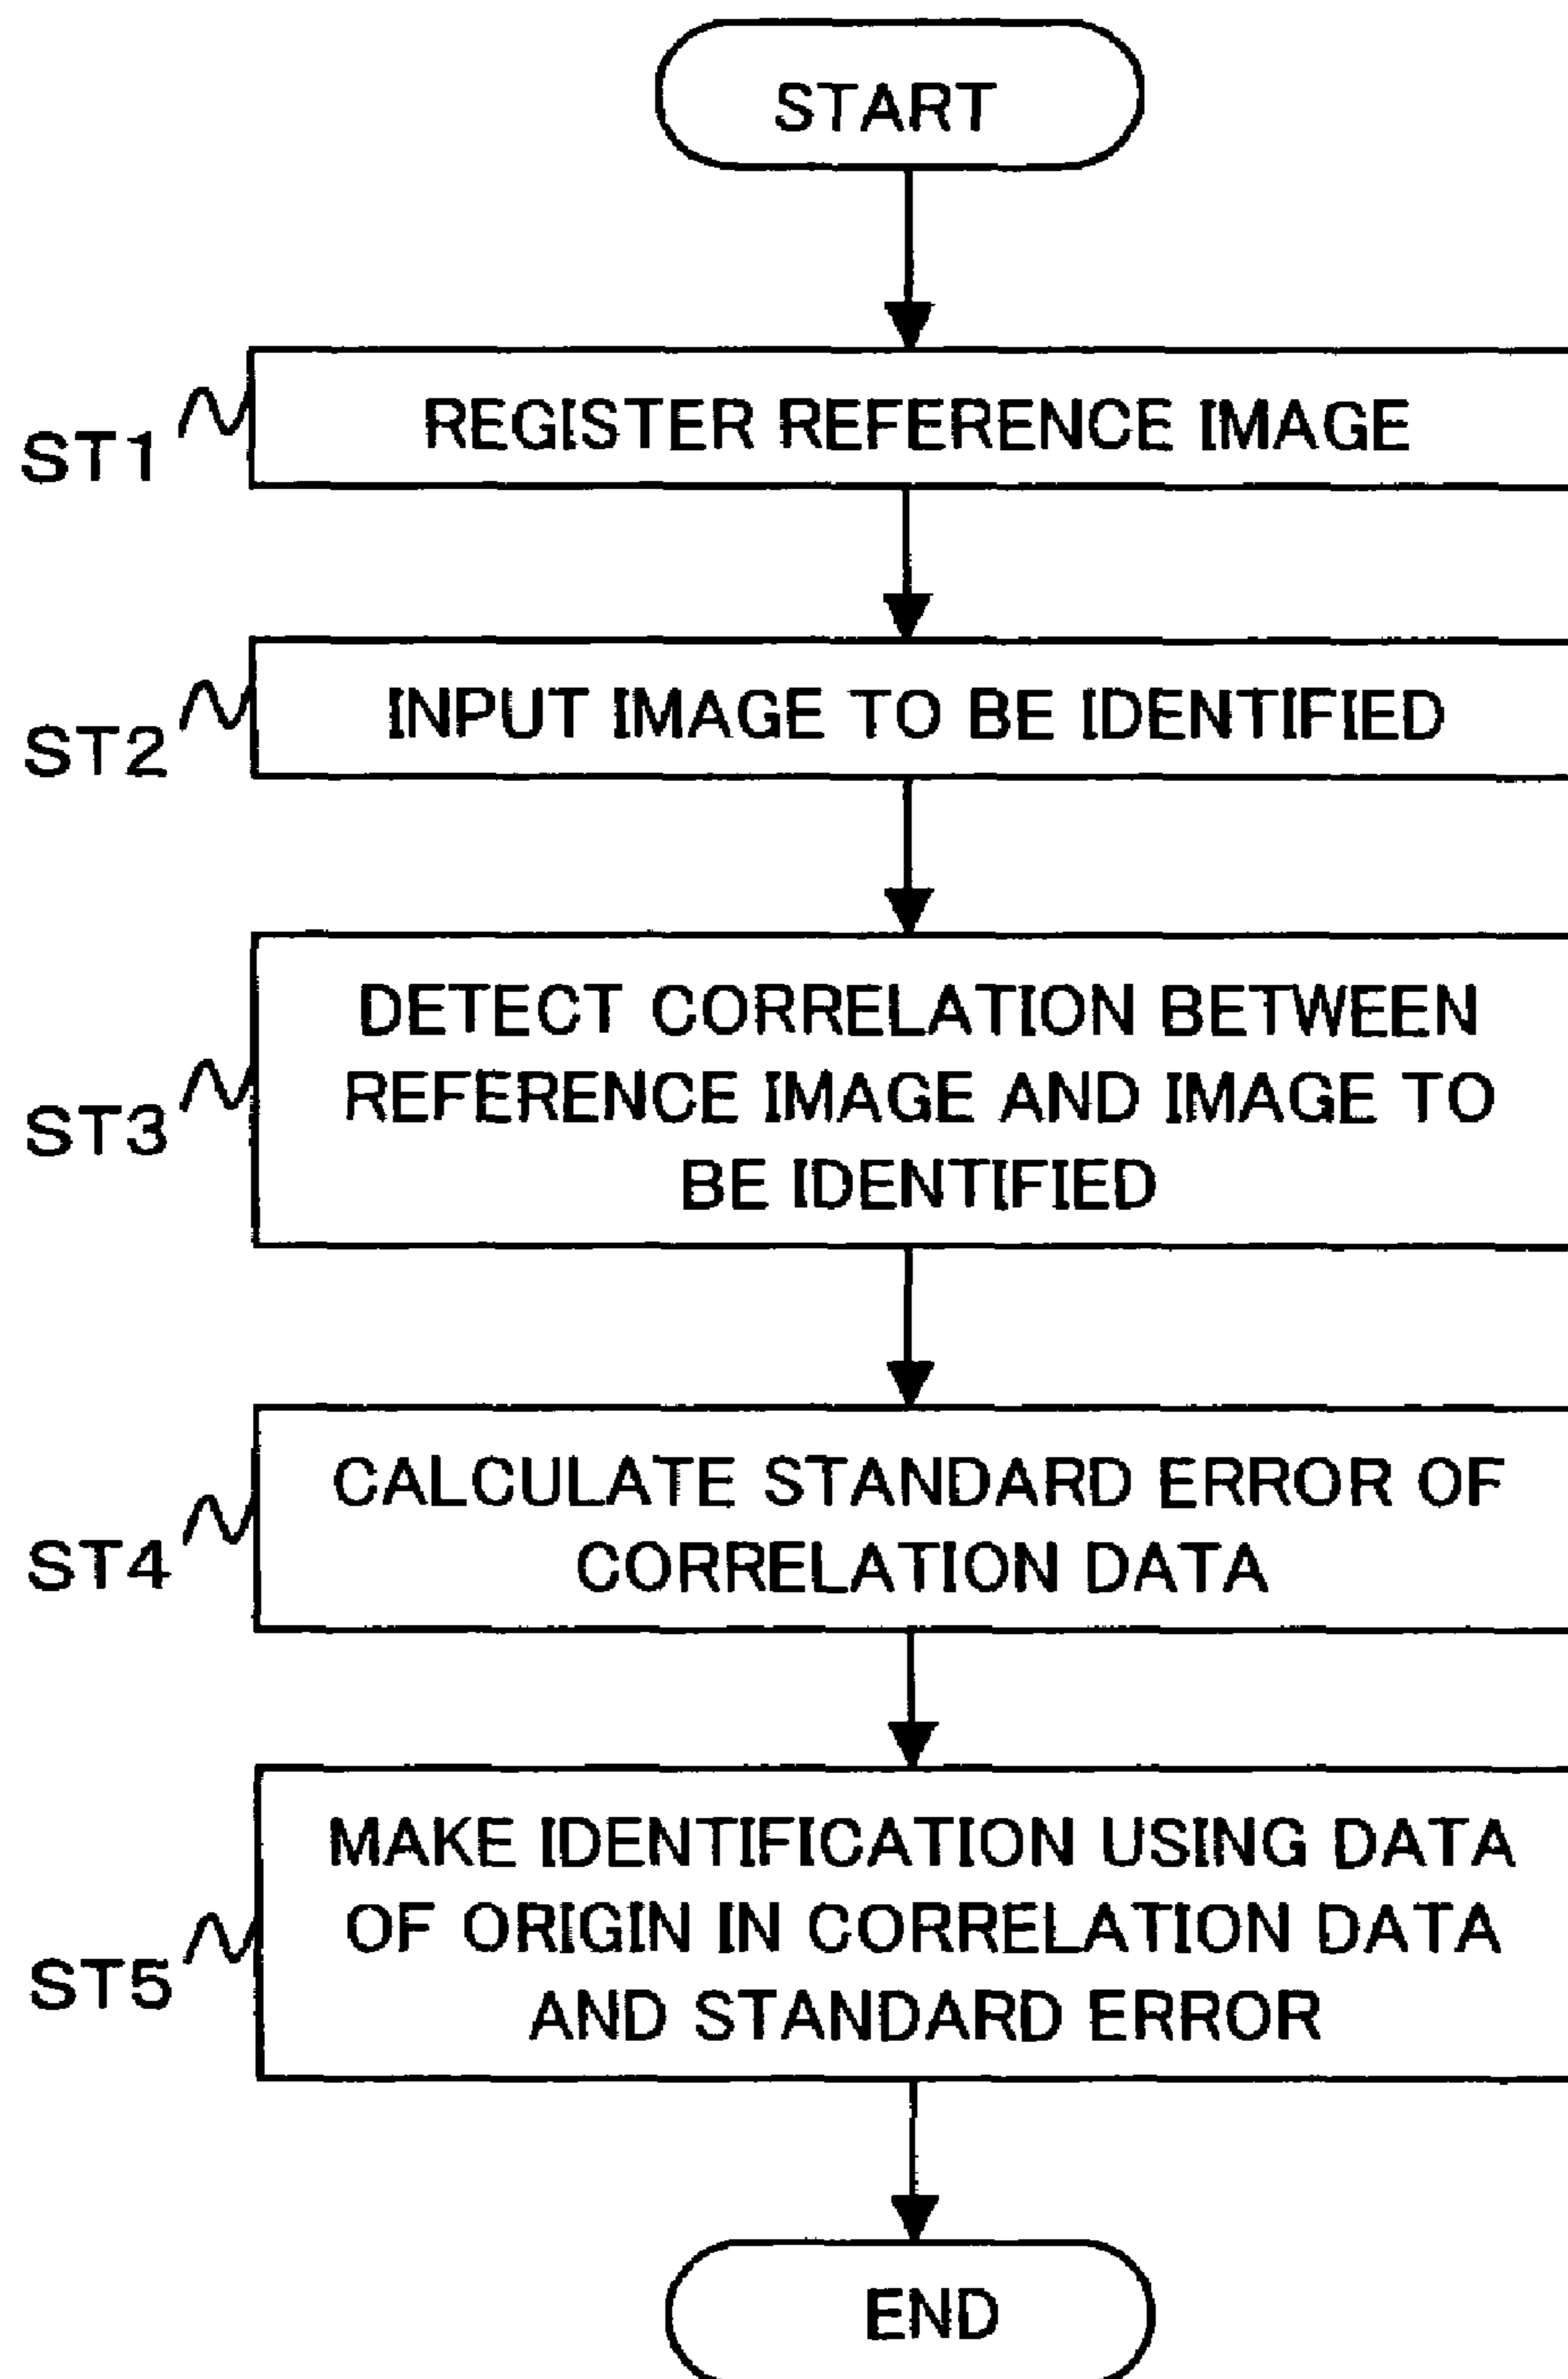 START
REGISTER REFERENCE IMAGE
ST1
INPUT IMAGE TO BE IDENTIFIED
ST2
DETECT CORRELATION BETWEEN
REFERENCE IMAGE AND IMAGE TO
BE IDENTIFIED
ST3
CALCULATE STANDARD ERROR OF
CORRELATION DATA
ST4
MAKE IDENTIFICATION USING DATA
OF ORIGIN IN CORRELATION DATA
AND STANDARD ERROR
ST5
END